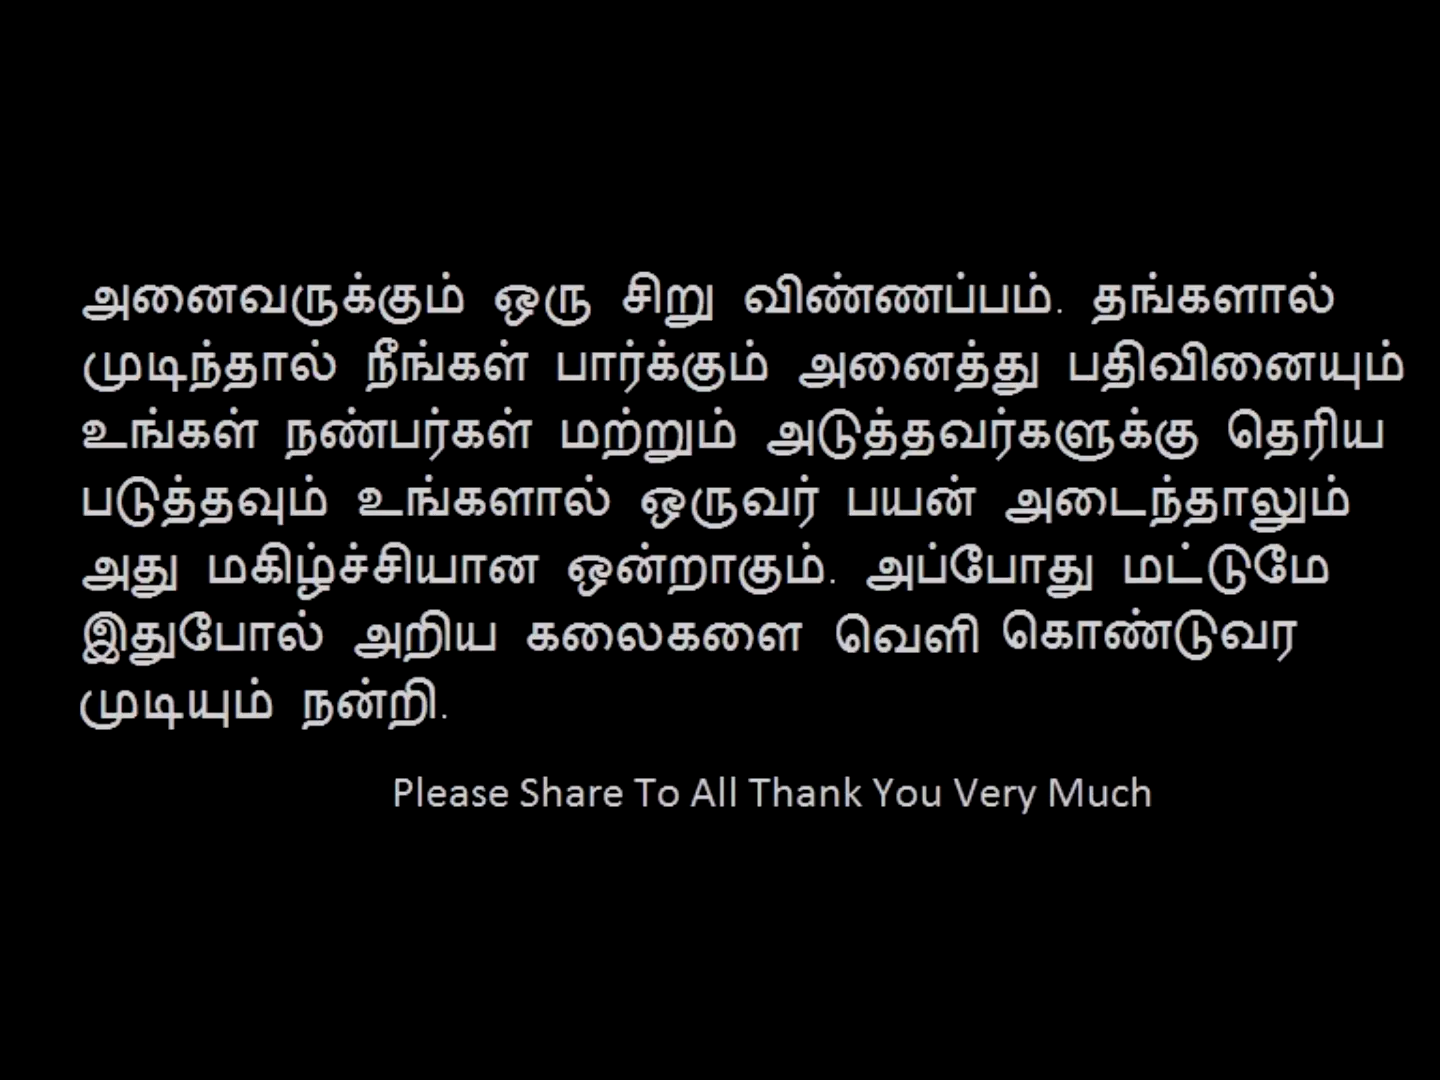 அனைவருக்கும் ஒரு சிறு விண்ணப்பம். தங்களால்
முடிந்தால் நீங்கள் பார்க்கும் அனைத்து பதிவினையும்
உங்கள் நண்பர்கள் மற்றும் அடுத்தவர்களுக்கு தெரிய
படுத்தவும் உங்களால் ஒருவர் பயன் அடைந்தாலும்
அது மகிழ்ச்சியான ஒன்றாகும். அப்போது மட்டுமே
இதுபோல் அறிய கலைகளை வெளி கொண்டுவர
முடியும் நன்றி.
Please Share To All Thank You Very Much